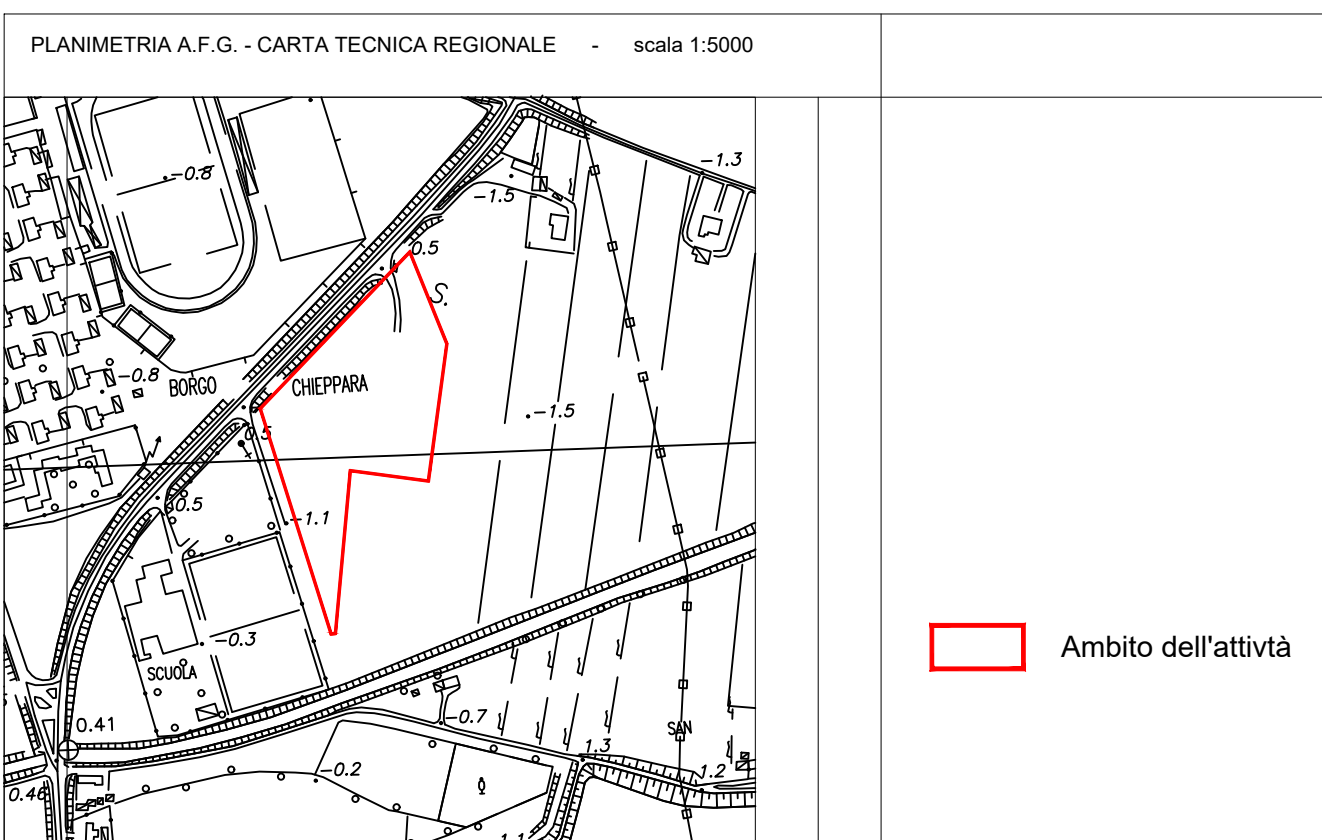 PLANIMETRIA A.F.G. - CARTA TECNICA REGIONALE - scala 1:5000
-1.3
-0.8
-1.5
0.5
S.
-0.8
BORGO CHIEPPARA
-1.5
0.5
0.5
-1.1
-0.3
Ambito dell'attivtà
SCUOLA
0.41
-0.7
SAN
1.3
-0.2
1.2
0.46
1.1